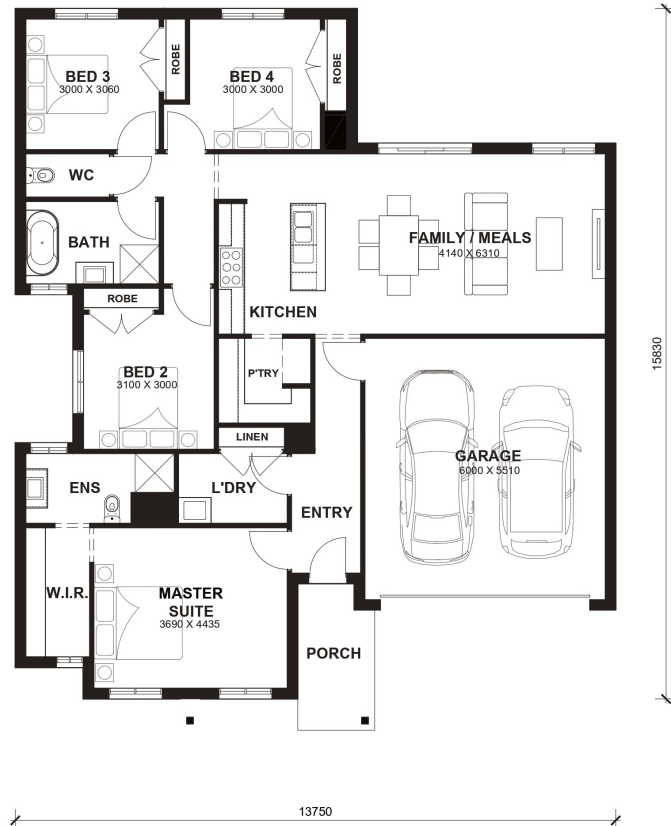 BED 3
3000 X 3060
ROBE
BED 4
3000 X 3000
ROBE
WC
BATH
FAMILY / MEALS
4140 X 6310
ROBE
KITCHEN
BED 2
3100 X 3000
P'TRY
15830
LINEN
GARAGE
6000 X 5510
ENS
L'DRY
ENTRY
W.I.R.
MASTER
SUITE
3690 X 4435
PORCH
13750